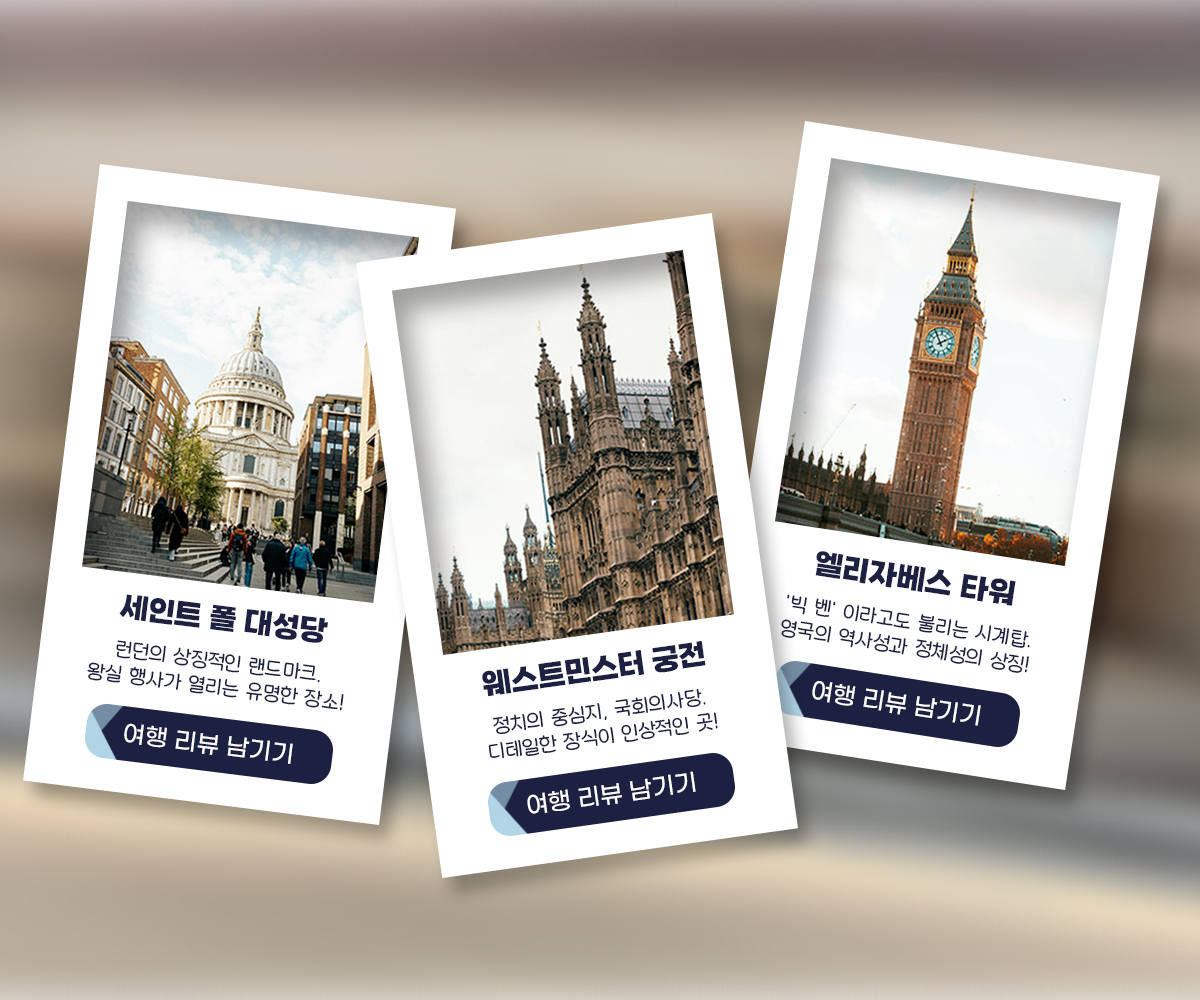 세인트 폴 대성당
런던의 상징적인 랜드마크.
왕실 행사가 열리는 유명한 장소!
여행 리뷰 남기기
웨스트민스터 궁전
정치의 중심지, 국회의사당.
디테일한 장식이 인상적인 곳!
여행 리뷰 남기기
엘리자베스 타워
'빅 벤' 이라고도 불리는 시계탑.
영국의 역사성과 정체성의 상징!
여행 리뷰 남기기